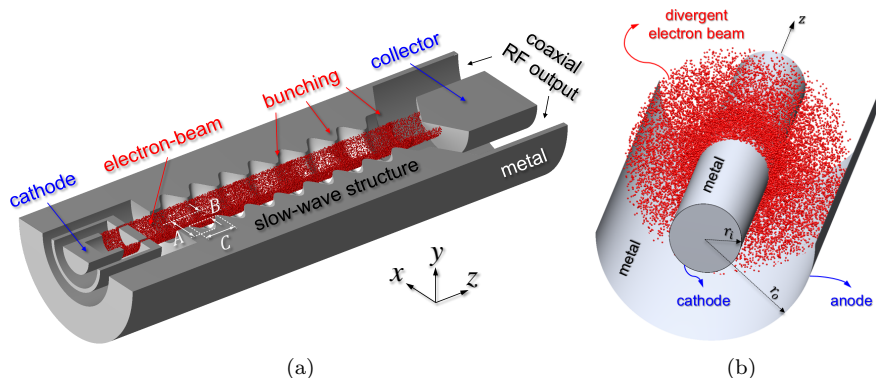 collector
coaxial
RF output
bunching
electron-beam
cathode
metal
slow-wave structure
A
B
C
x
y
z
(a)
divergent
electron beam
z
metal
metal
r_i
r_o
cathode
anode
(b)